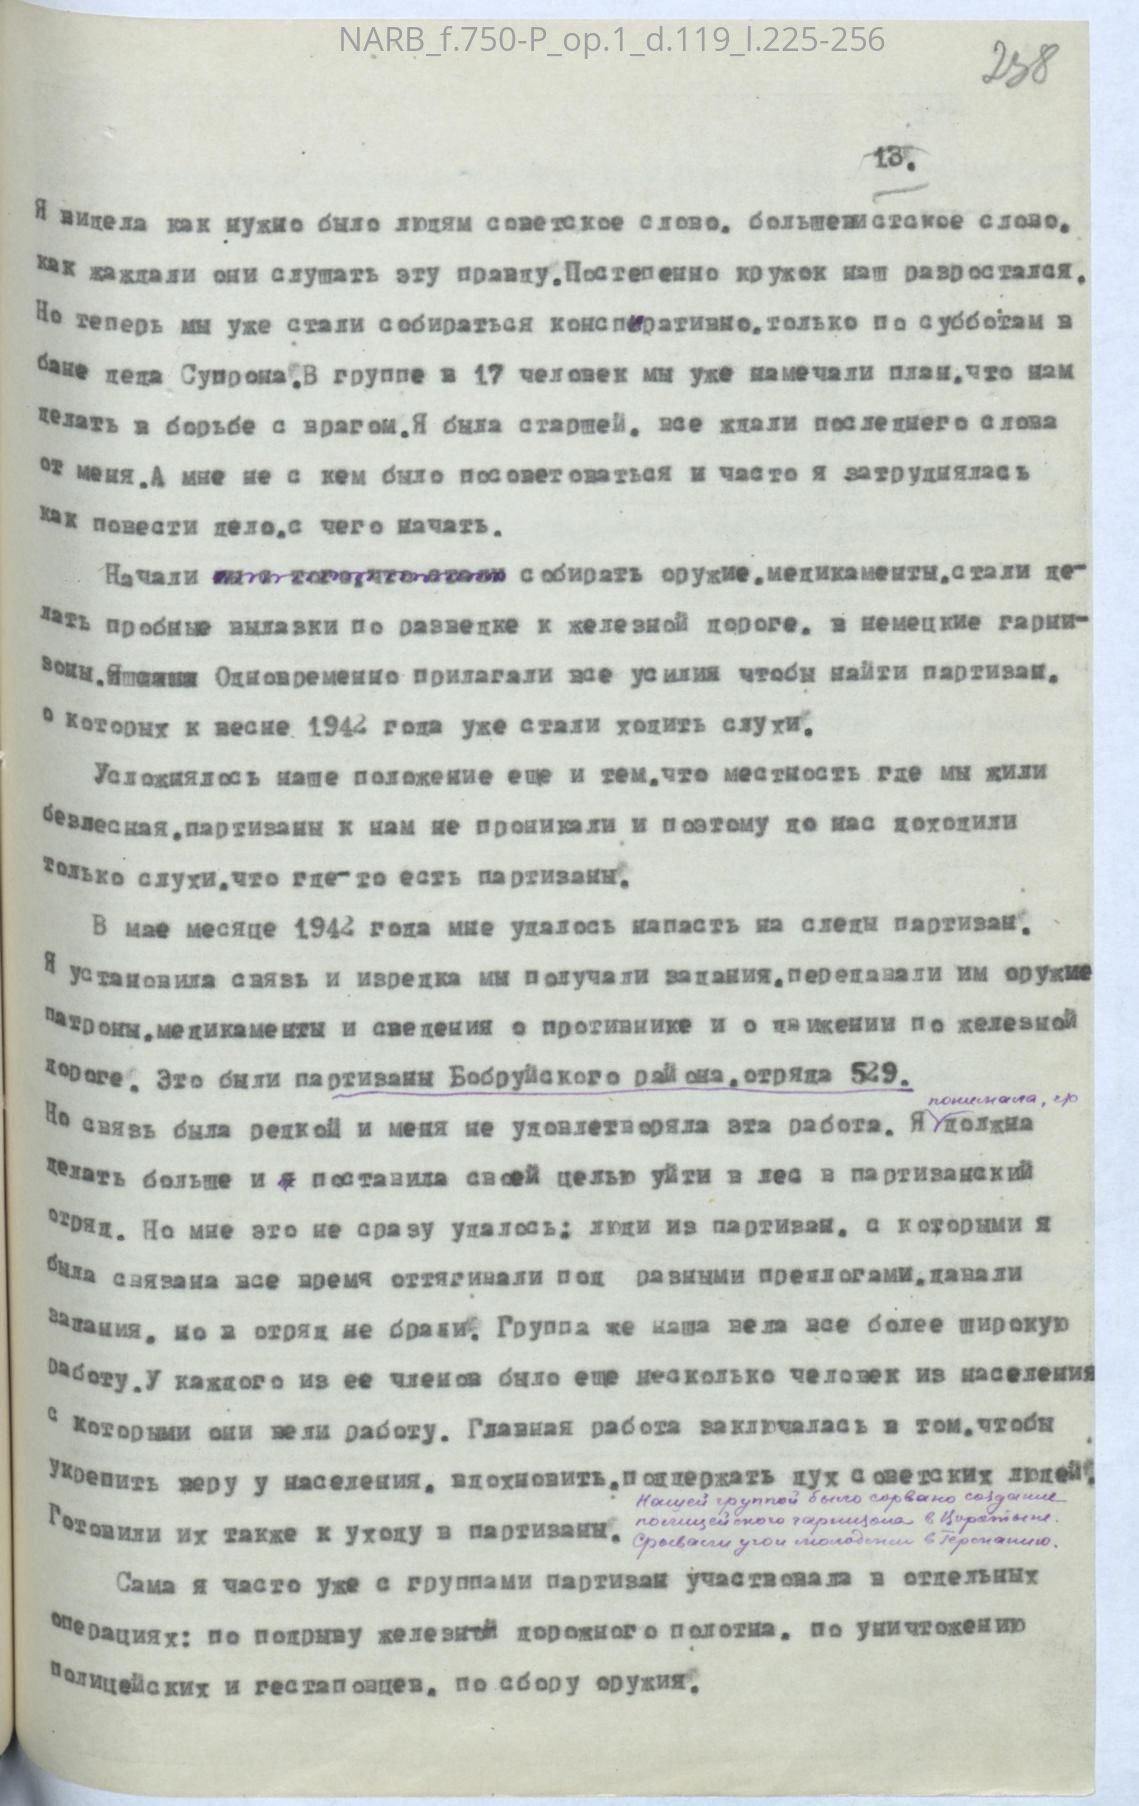 NARB_f.750-P_op.1_d.119_l.225-256
238
13.
Я видела как нужно было людям советское слово, большевистское слово,
как жаждали они слушать эту правду.Постепенно кружок наш разростался.
Но теперь мы уже стали собираться конспиративно,только по субботам в
бане деда Супрона.В группе в 17 человек мы уже намечали план,что нам
делать в борьбе с врагом.Я была старшей, все ждали последнего слова
от меня.А мне не с кем было посоветоваться и часто я затруднялась
как повести дело,с чего начать.
Начали мы с того,что стали собирать оружие,медикаменты,стали де-
лать пробные вылазки по разведке к железной дороге, в немецкие гарни-
зоны. Одновременно прилагали все усилия чтобы найти партизан,
о которых к весне 1942 года уже стали ходить слухи.
Усложнялось наше положение еще и тем,что местность где мы жили
безлесная,партизаны к нам не проникали и поэтому до нас доходили
только слухи,что где-то есть партизаны.
В мае месяце 1942 года мне удалось напасть на следы партизан.
Я установила связь и изредка мы получали задания,передавали им оружие
патроны,медикаменты и сведения о противнике и о движении по железной
дороге. Это были партизаны Бобруйского района,отряда 529.
понимала, что
Но связь была редкой и меня не удовлетворяла эта работа. Я должна
делать больше и я поставила своей целью уйти в лес в партизанский
отряд. Но мне это не сразу удалось: люди из партизан, с которыми я
была связана все время оттягивали под разными предлогами,давали
задания, но в отряд не брали. Группа же наша вела все более широкую
работу.У каждого из ее членов было еще несколько человек из населения
с которыми они вели работу. Главная работа заключалась в том,чтобы
укрепить веру у населения, вдохновить,поддержать дух советских людей.
Нашей группой было сорвано создание
Готовили их также к уходу в партизаны.
полицейского гарнизона в
Срывали угон молодежи в Германию.
Сама я часто уже с группами партизан участвовала в отдельных
операциях: по подрыву железной дорожного полотна, по уничтожению
полицейских и гестаповцев, по сбору оружия.